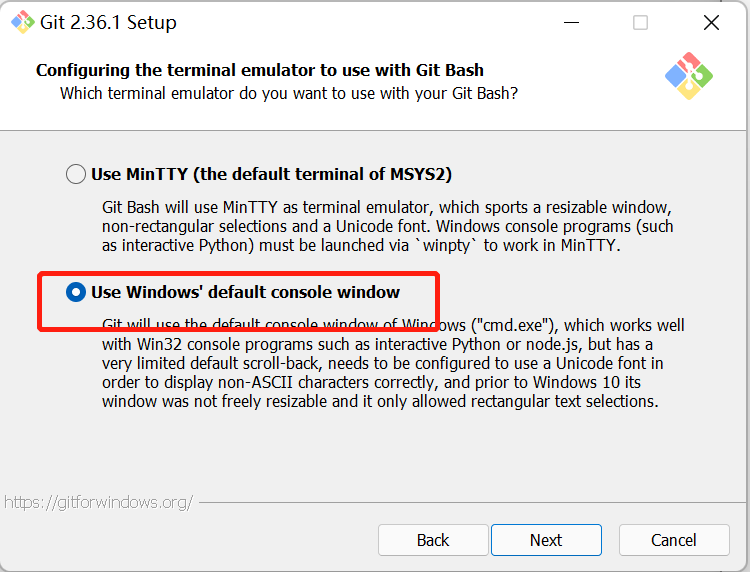 Git 2.36.1 Setup
Configuring the terminal emulator to use with Git Bash
Which terminal emulator do you want to use with your Git Bash?
Use MinTTY (the default terminal of MSYS2)
Git Bash will use MinTTY as terminal emulator, which sports a resizable window,
non-rectangular selections and a Unicode font. Windows console programs (such
as interactive Python) must be launched via `winpty` to work in MinTTY.
Use Windows' default console window
Git will use the default console window of Windows ("cmd.exe"), which works well
with Win32 console programs such as interactive Python or node.js, but has a
very limited default scroll-back, needs to be configured to use a Unicode font in
order to display non-ASCII characters correctly, and prior to Windows 10 its
window was not freely resizable and it only allowed rectangular text selections.
https://gitforwindows.org/
Back Next Cancel